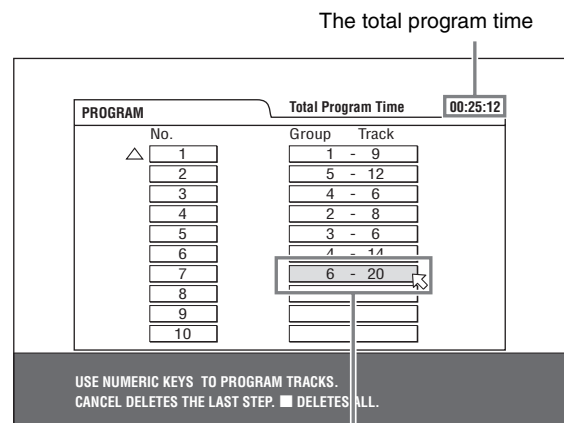 The total program time
PROGRAM Total Program Time 00:25:12
No. Group Track
1 1 - 9
2 5 - 12
3 4 - 6
4 2 - 8
5 3 - 6
6 4 - 14
7 6 - 20
8
9
10
USE NUMERIC KEYS TO PROGRAM TRACKS.
CANCEL DELETES THE LAST STEP. ■ DELETES ALL.